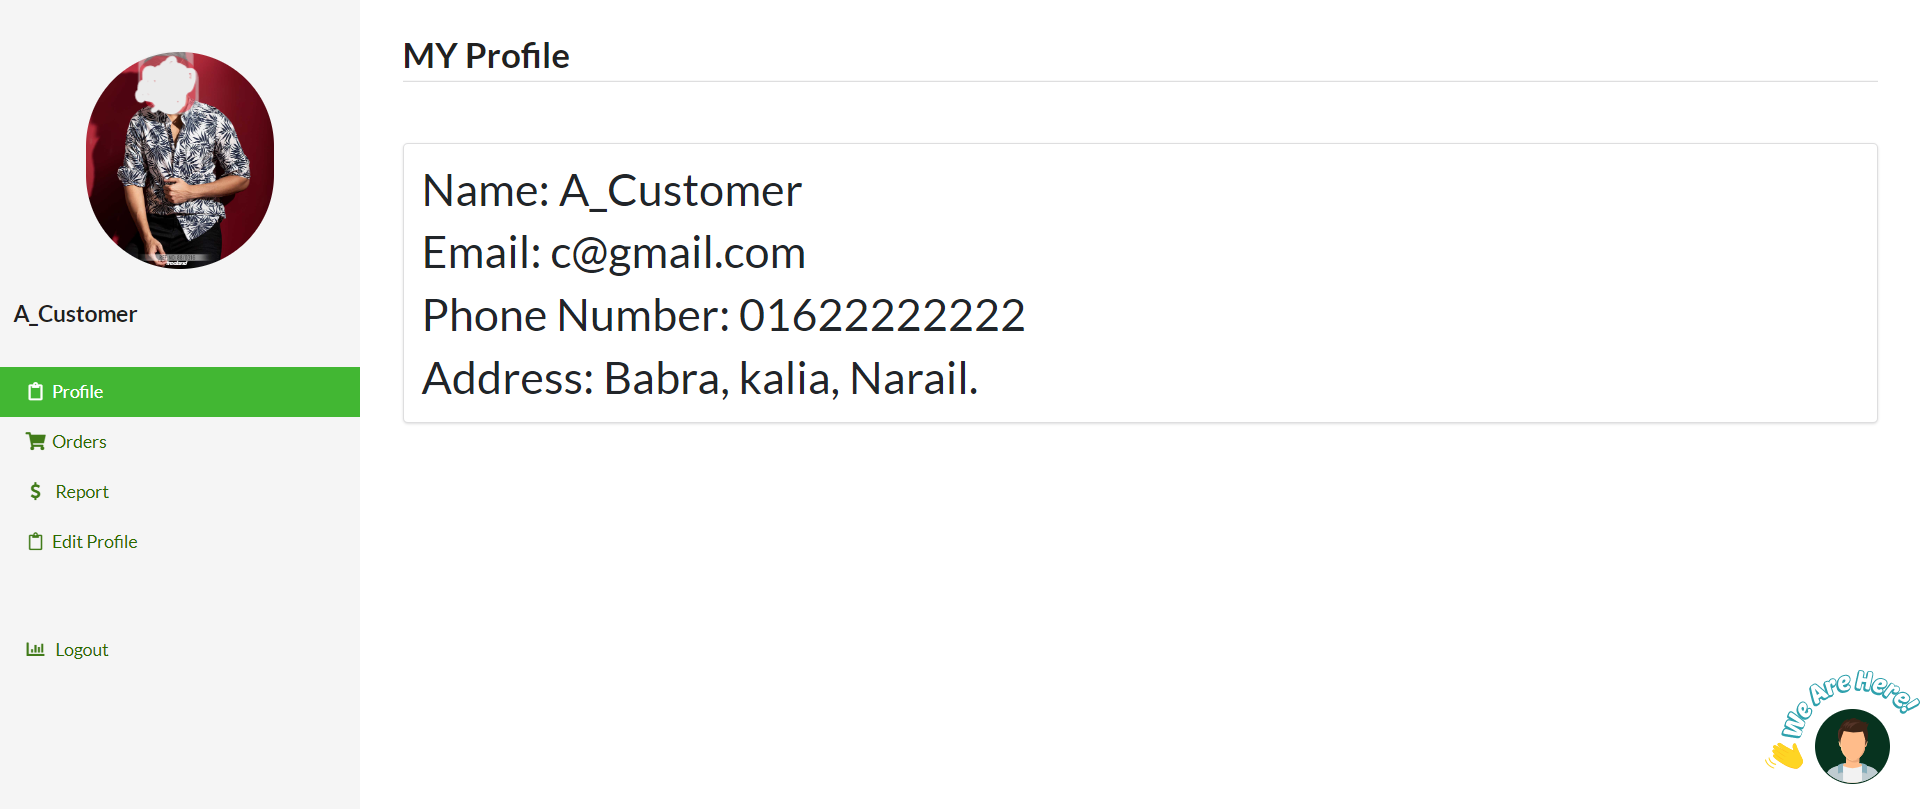 A_Customer
Profile
Orders
Report
Edit Profile
Logout
MY Profile
Name: A_Customer
Email: c@gmail.com
Phone Number: 01622222222
Address: Babra, kalia, Narail.
We Are Here!